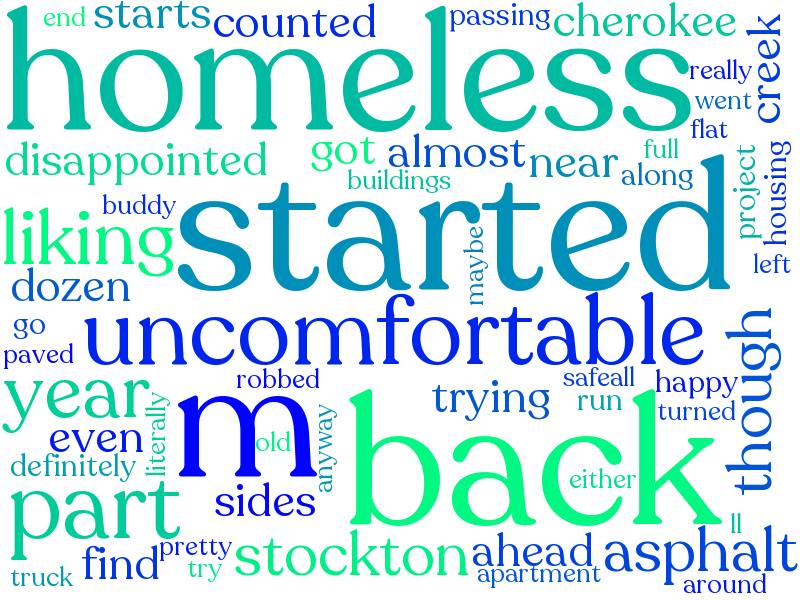 end starts counted passing cherokee
homeless
creek
really
went
flat
disappointed got almost near full
buildings along project housing
buddy started
liking maybe left
dozen
go uncomfortable though
paved
robbed safeall happy
year m trying run turned
literally back
even old anyway
definitely either
part sides
ll
find pretty stockton ahead asphalt
truck try apartment around